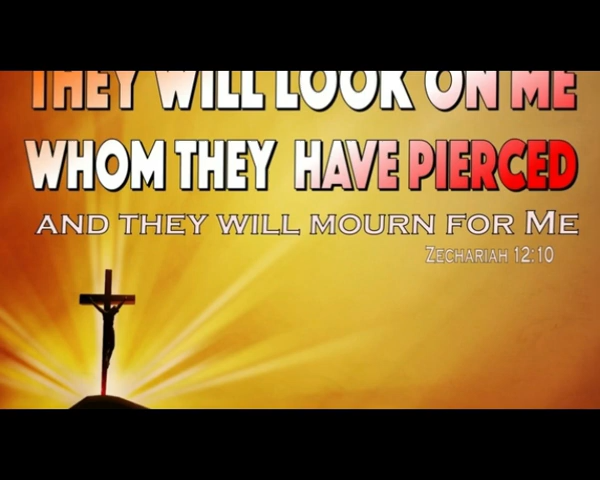 THEY WILL LOOK ON ME
WHOM THEY HAVE PIERCED
AND THEY WILL MOURN FOR ME
ZECHARIAH 12:10